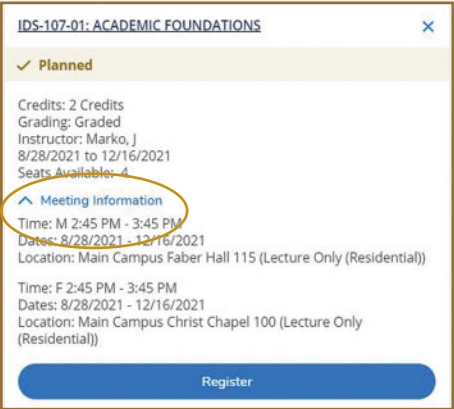 IDS-107-01: ACADEMIC FOUNDATIONS
Planned
Credits: 2 Credits
Grading: Graded
Instructor: Marko, J
8/28/2021 to 12/16/2021
Seats Available: 4
Meeting Information
Time: M 2:45 PM - 3:45 PM
Dates: 8/28/2021 - 12/16/2021
Location: Main Campus Faber Hall 115 (Lecture Only (Residential))
Time: F 2:45 PM - 3:45 PM
Dates: 8/28/2021 - 12/16/2021
Location: Main Campus Christ Chapel 100 (Lecture Only
(Residential))
Register